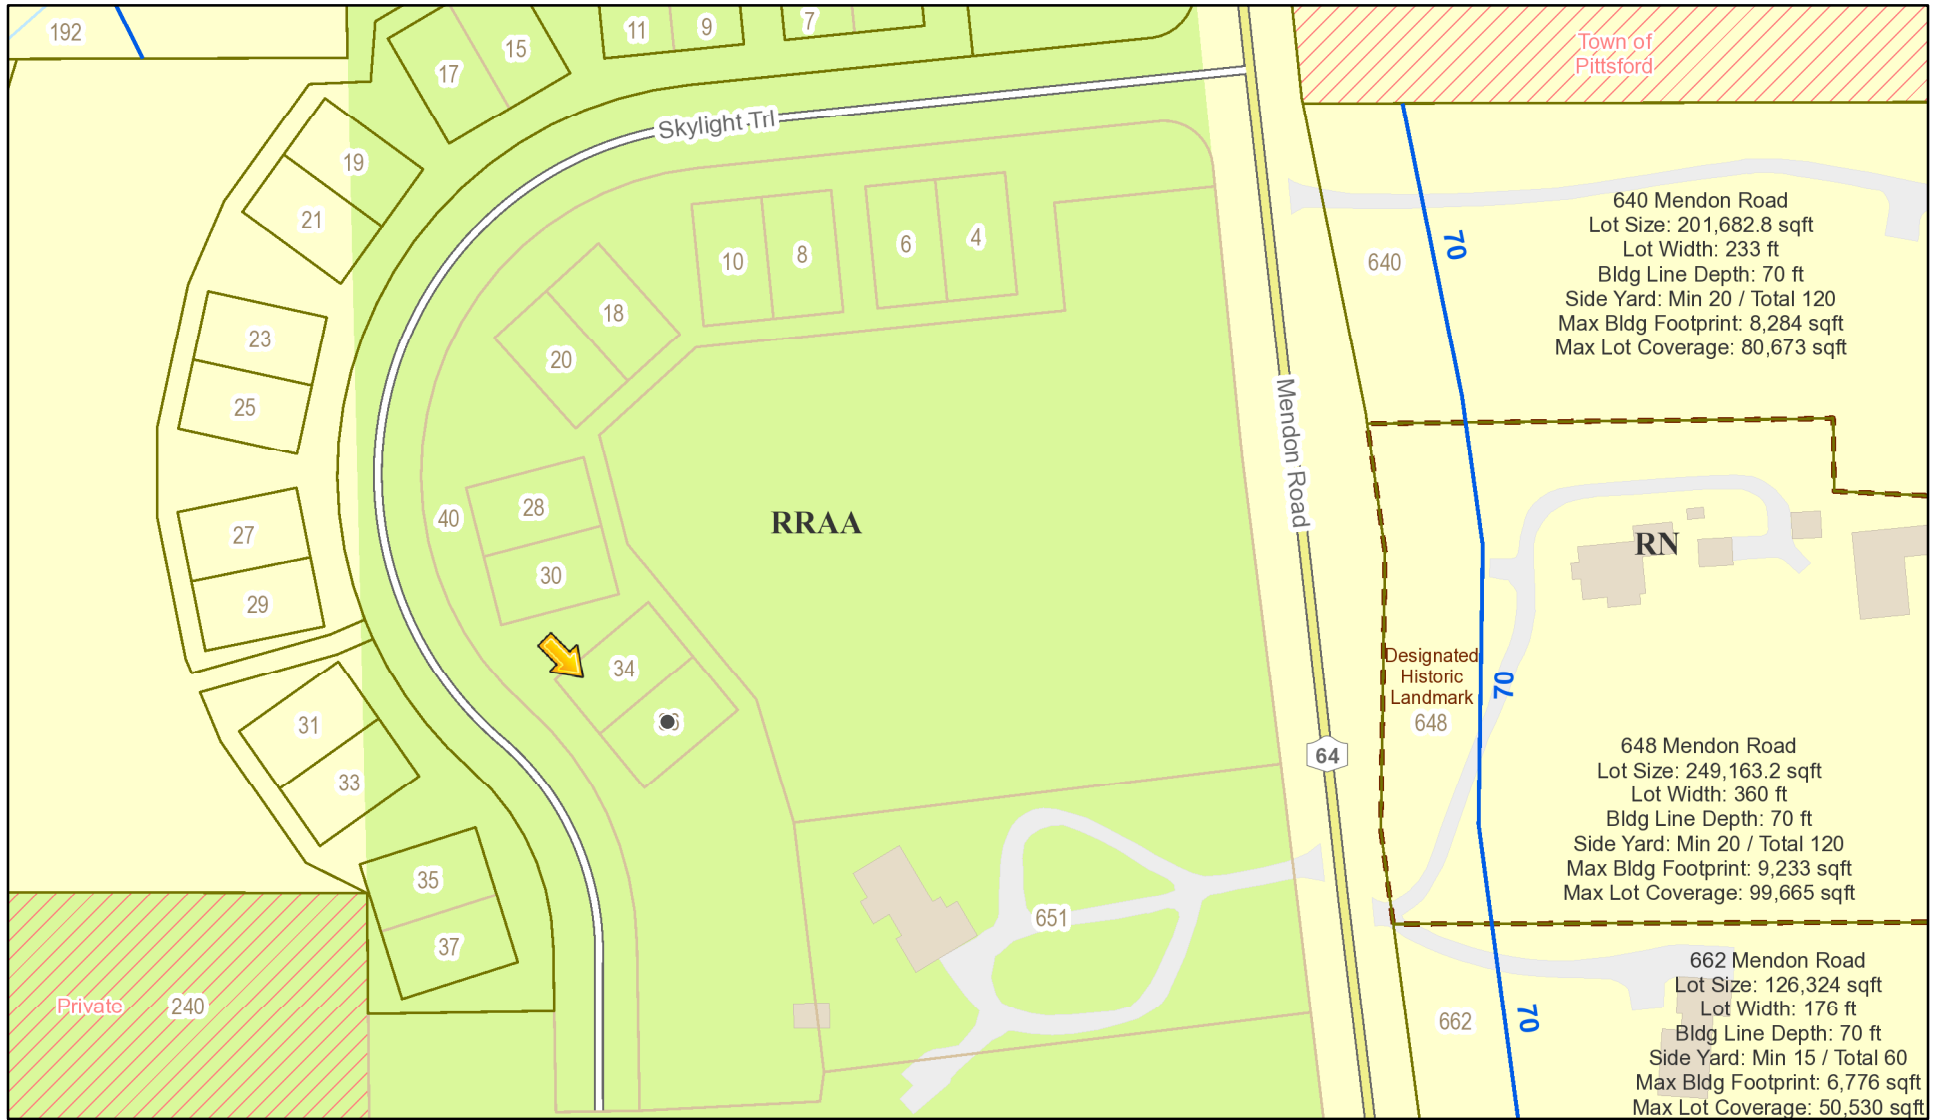 192
11
9
7
15
17
Town of
Pittsford
Skylight Trl
19
21
10
8
6
4
640 Mendon Road
Lot Size: 201,682.8 sqft
Lot Width: 233 ft
Bldg Line Depth: 70 ft
Side Yard: Min 20 / Total 120
Max Bldg Footprint: 8,284 sqft
Max Lot Coverage: 80,673 sqft
70
640
18
20
23
25
Mendon Road
28
40
30
RRAA
27
29
RN
34
Designated
Historic
Landmark
648
70
31
33
64
648 Mendon Road
Lot Size: 249,163.2 sqft
Lot Width: 360 ft
Bldg Line Depth: 70 ft
Side Yard: Min 20 / Total 120
Max Bldg Footprint: 9,233 sqft
Max Lot Coverage: 99,665 sqft
35
37
651
Private
240
662
70
662 Mendon Road
Lot Size: 126,324 sqft
Lot Width: 176 ft
Bldg Line Depth: 70 ft
Side Yard: Min 15 / Total 60
Max Bldg Footprint: 6,776 sqft
Max Lot Coverage: 50,530 sqft